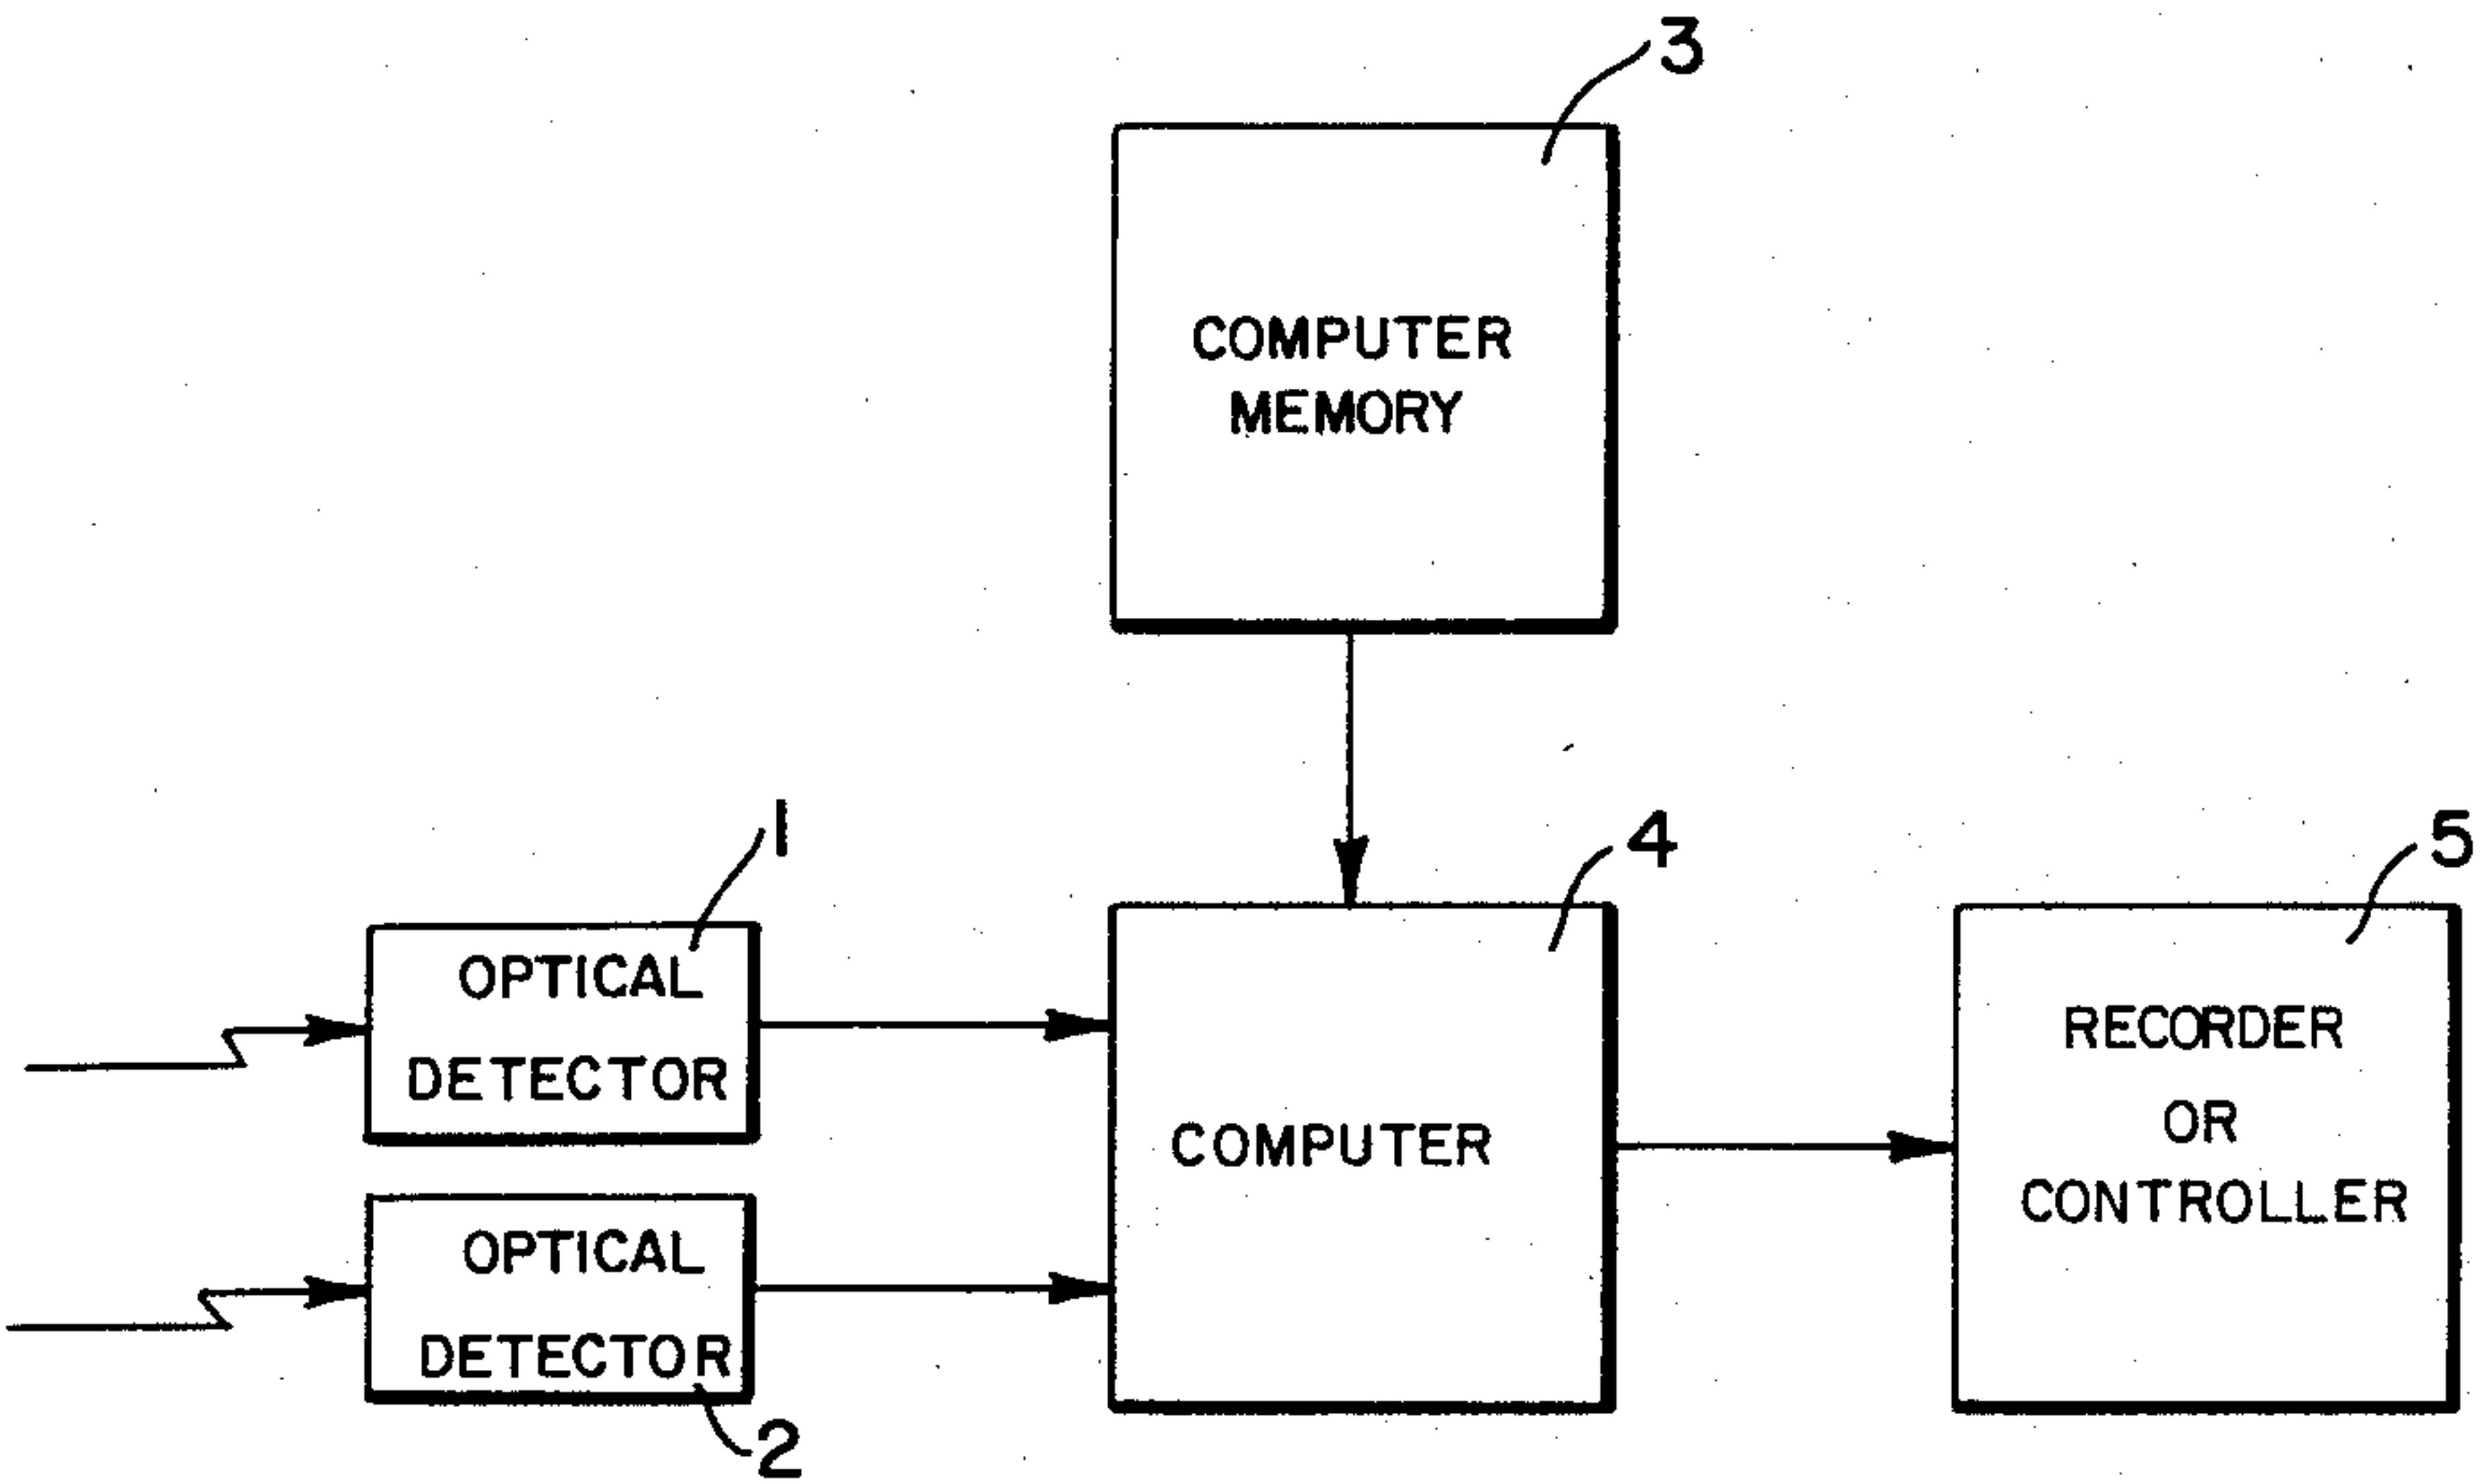 3
COMPUTER
MEMORY
1
OPTICAL
DETECTOR
4
COMPUTER
5
RECORDER
OR
CONTROLLER
OPTICAL
DETECTOR
2